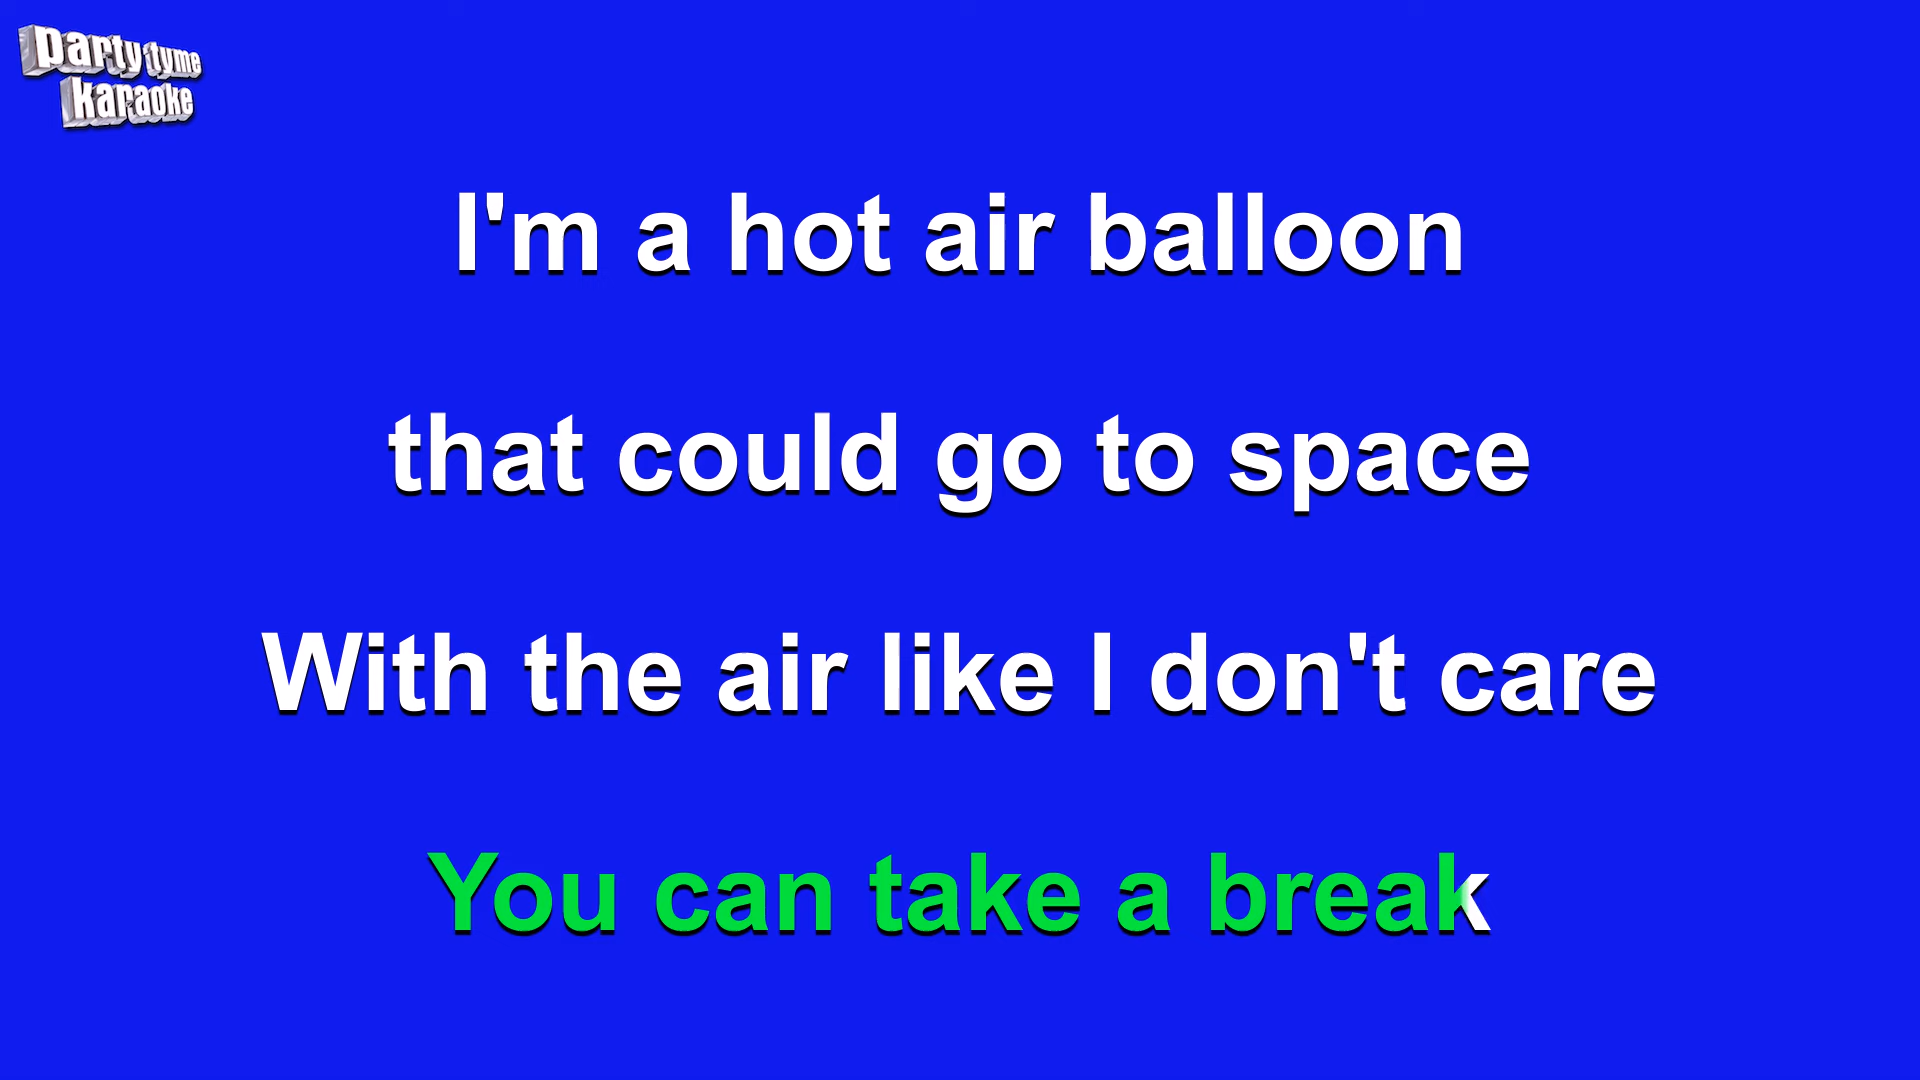 party tyme
karaoke
I'm a hot air balloon
that could go to space
With the air like I don't care
You can take a break